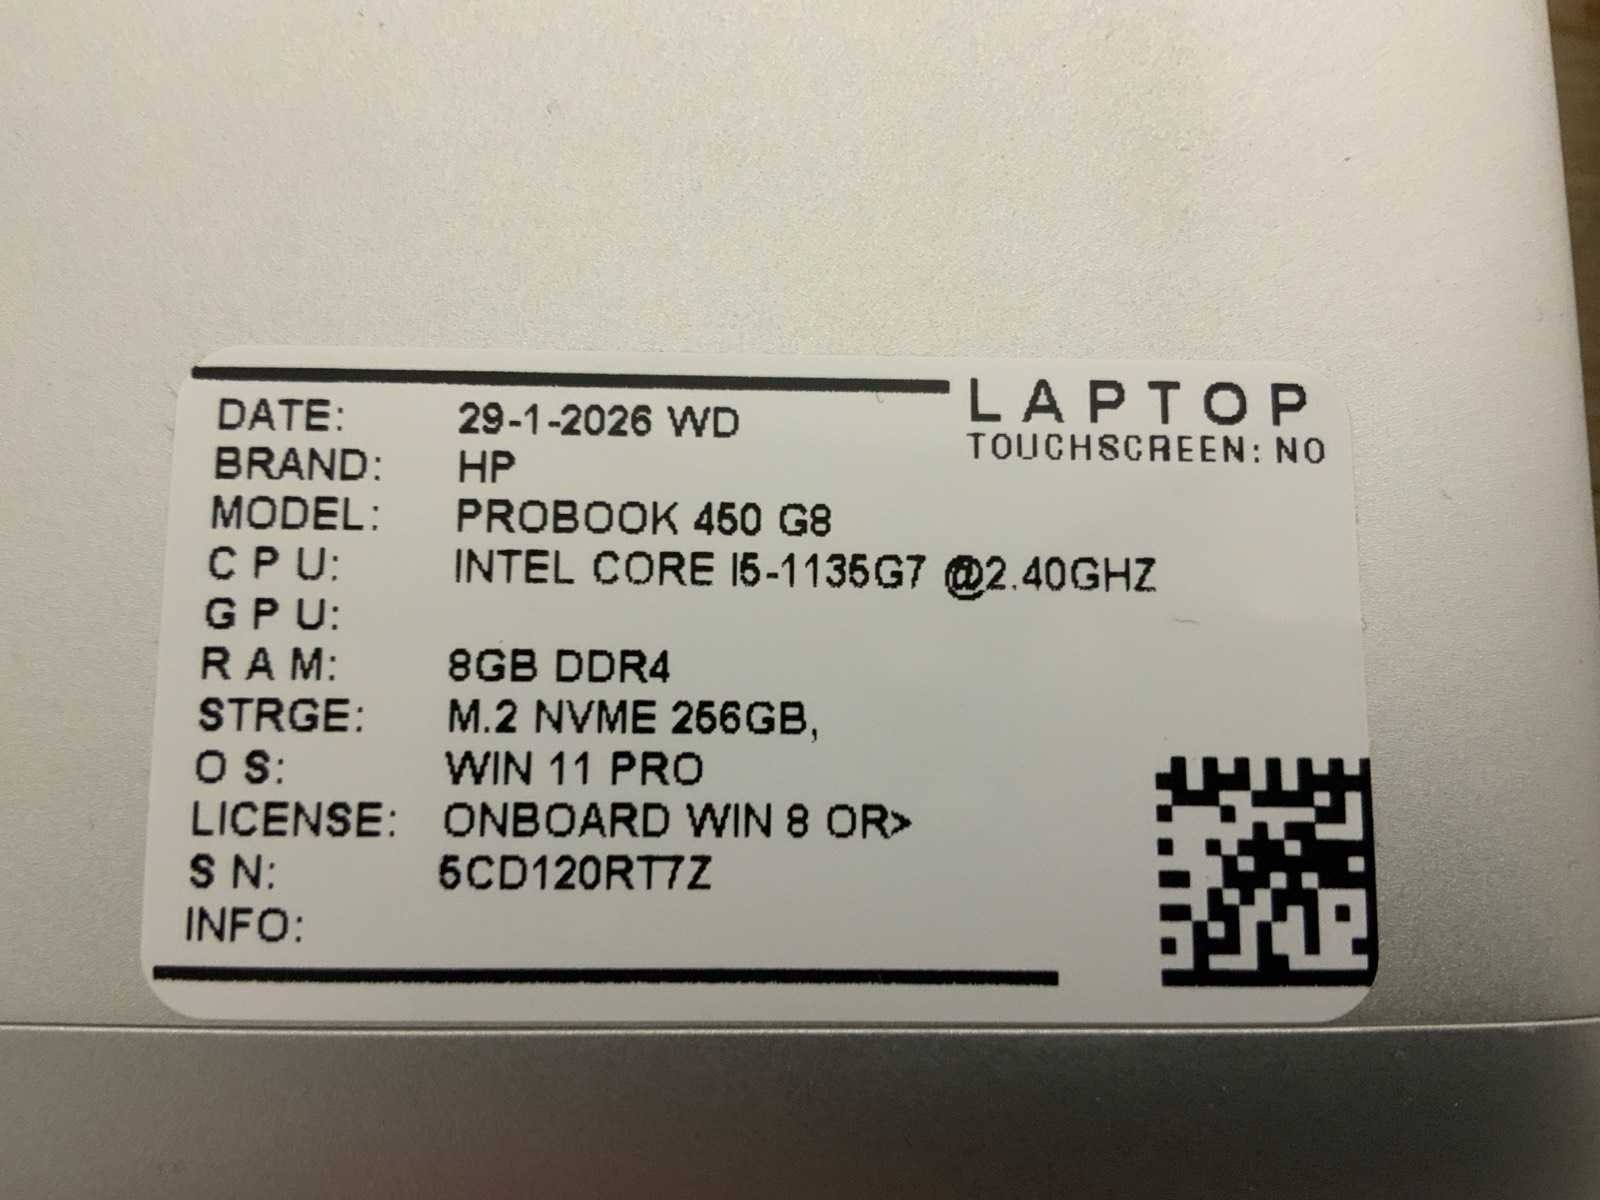 LAPTOP
TOUCHSCREEN: NO
DATE: 29-1-2026 WD
BRAND: HP
MODEL: PROBOOK 450 G8
CPU: INTEL CORE I5-1135G7 @2.40GHZ
GPU:
RAM: 8GB DDR4
STRGE: M.2 NVME 256GB,
OS: WIN 11 PRO
LICENSE: ONBOARD WIN 8 OR>
SN: 5CD120RT7Z
INFO: